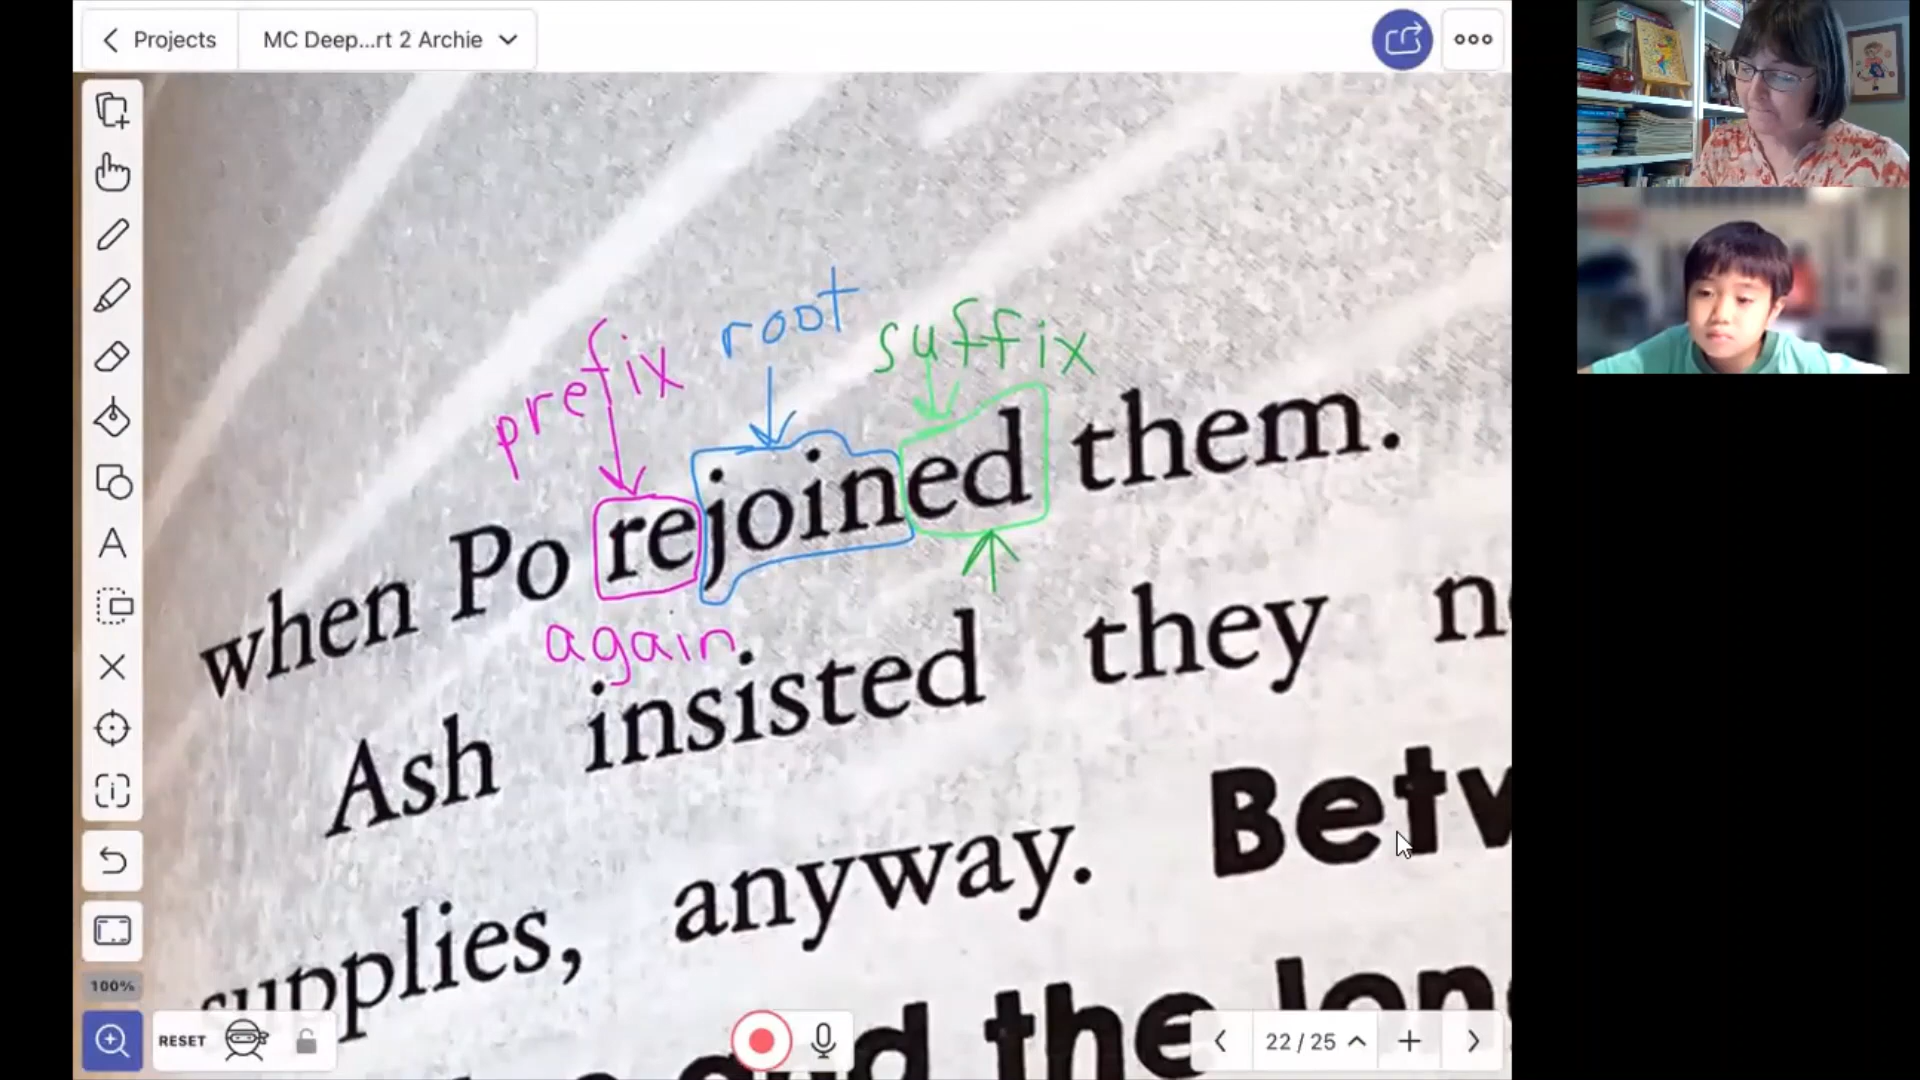 Projects
MC Deep...rt 2 Archie
prefix
root
suffix
when Po rejoined them.
again
Ash insisted they
supplies, anyway.
the
100%
RESET
22 / 25